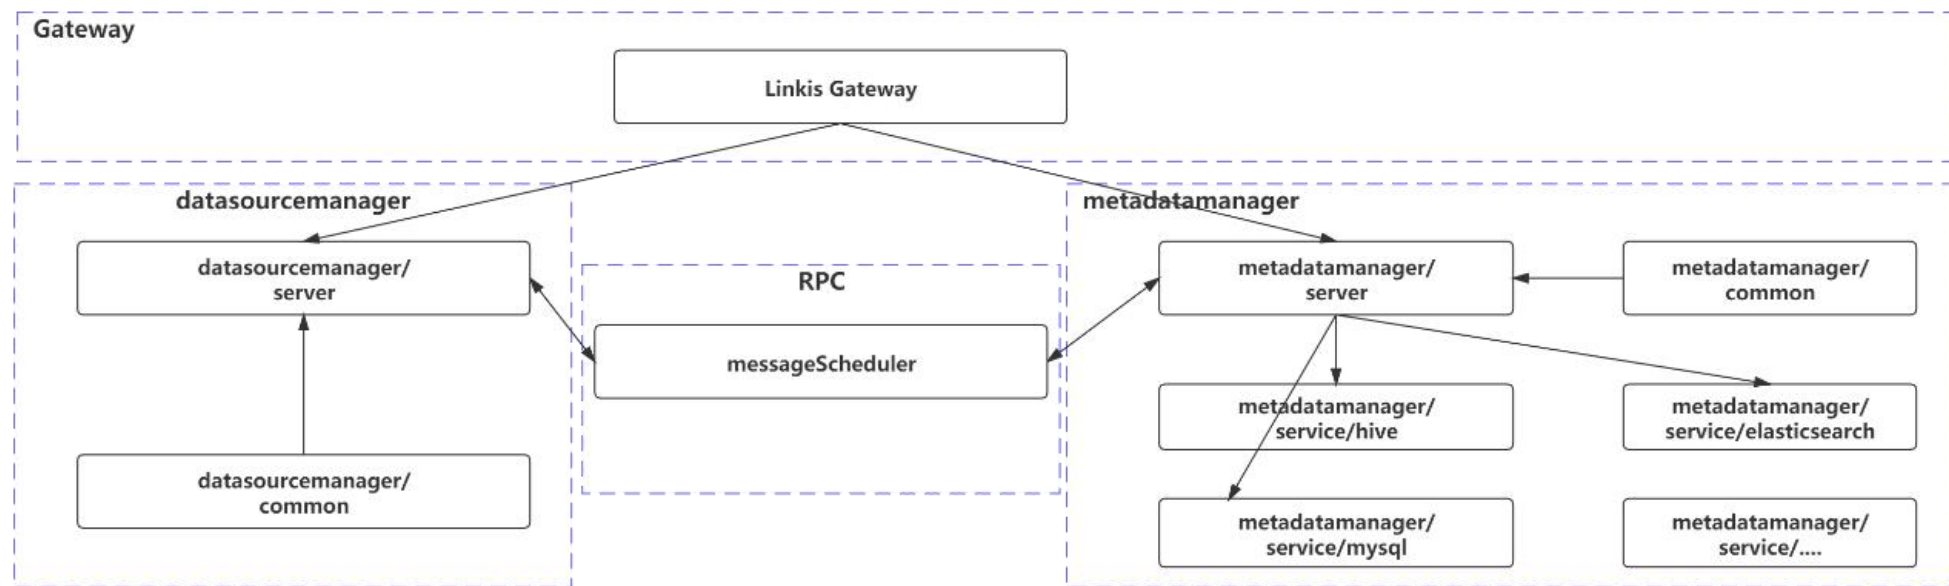 Gateway
Linkis Gateway
datasourcemanager
metadatamanager
datasourcemanager/
server
RPC
metadatamanager/
server
metadatamanager/
common
messageScheduler
metadatamanager/
service/hive
metadatamanager/
service/elasticsearch
datasourcemanager/
common
metadatamanager/
service/mysql
metadatamanager/
service/....